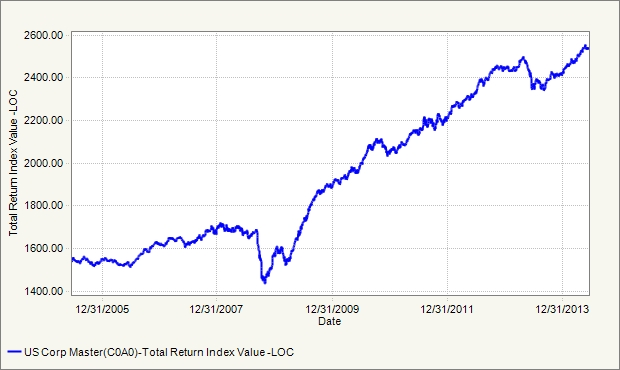 2600.00
2400.00
2200.00
2000.00
1800.00
1600.00
1400.00
Total Return Index Value -LOC
12/31/2005 12/31/2007 12/31/2009 12/31/2011 12/31/2013
Date
US Corp Master(C0A0)-Total Return Index Value -LOC